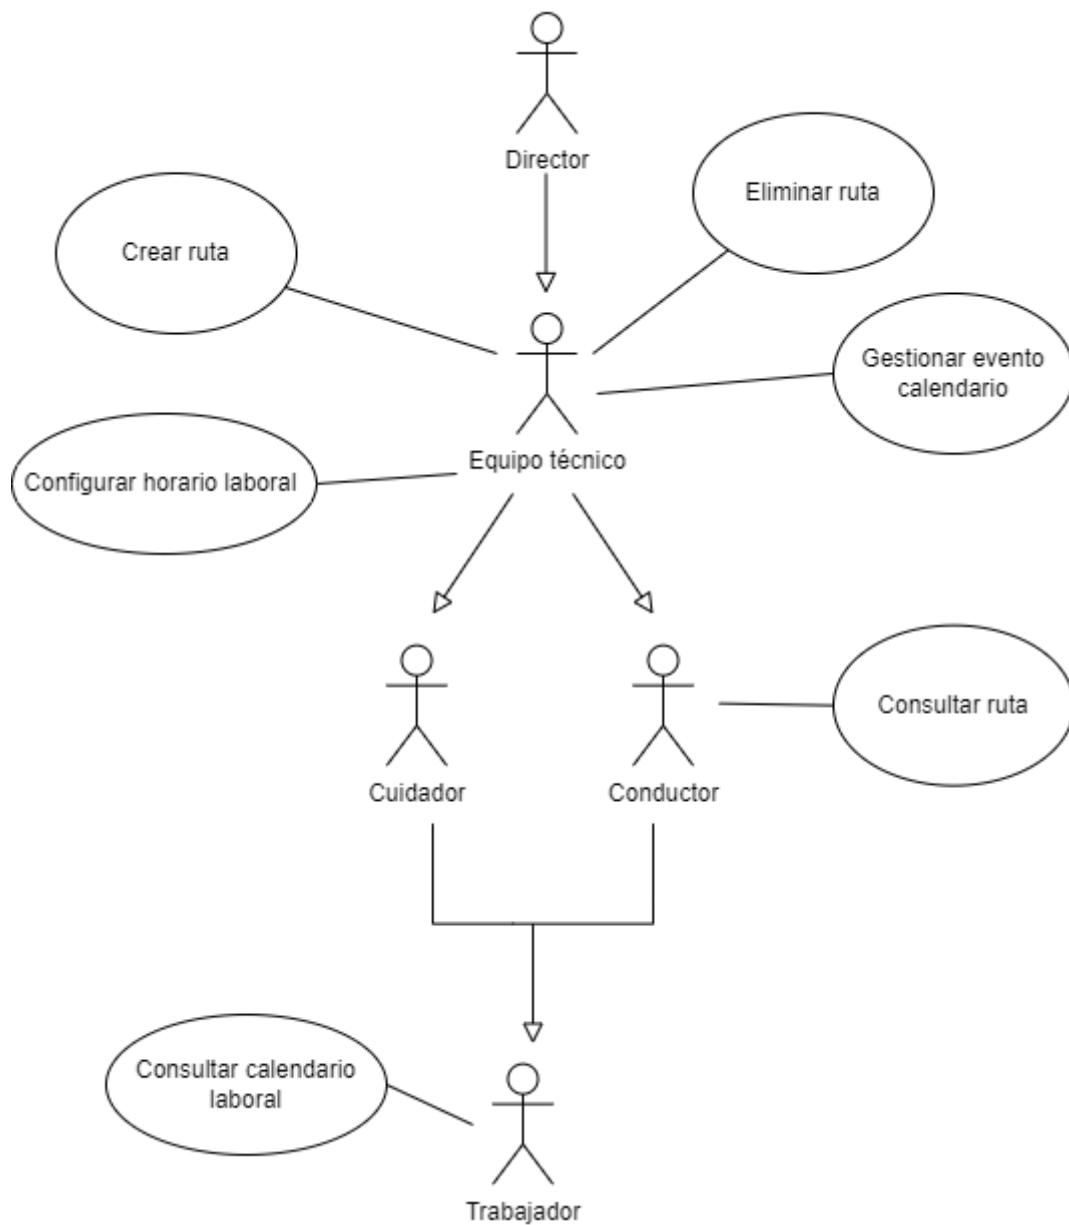 Director
Eliminar ruta
Crear ruta
Gestionar evento
calendario
Equipo técnico
Configurar horario laboral
Consultar ruta
Cuidador
Conductor
Consultar calendario
laboral
Trabajador